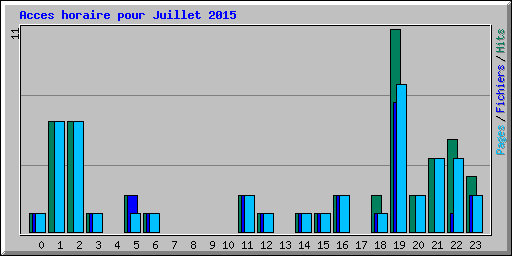 Acces horaire pour Juillet 2015
11
Pages / Fichiers / Hits
0 1 2 3 4 5 6 7 8 9 10 11 12 13 14 15 16 17 18 19 20 21 22 23